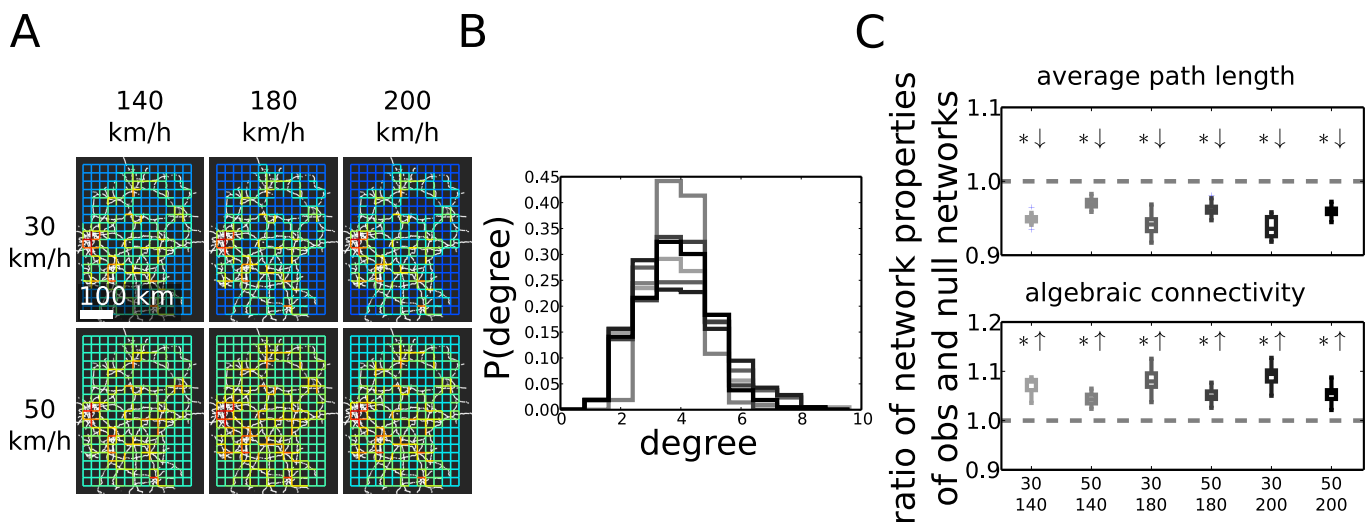 A
B
C
140
km/h
180
km/h
200
km/h
30
km/h
50
km/h
100 km
0.45
0.40
0.35
0.30
0.25
0.20
0.15
0.10
0.05
0.00
0
2
4
6
8
10
P(degree)
degree
ratio of network properties
of obs and null networks
average path length
1.1
1.0
0.9
* ↓ * ↓ * ↓ * ↓ * ↓ * ↓
algebraic connectivity
1.2
1.1
1.0
0.9
* ↑ * ↑ * ↑ * ↑ * ↑ * ↑
30 50 30 50 30 50
140 140 180 180 200 200